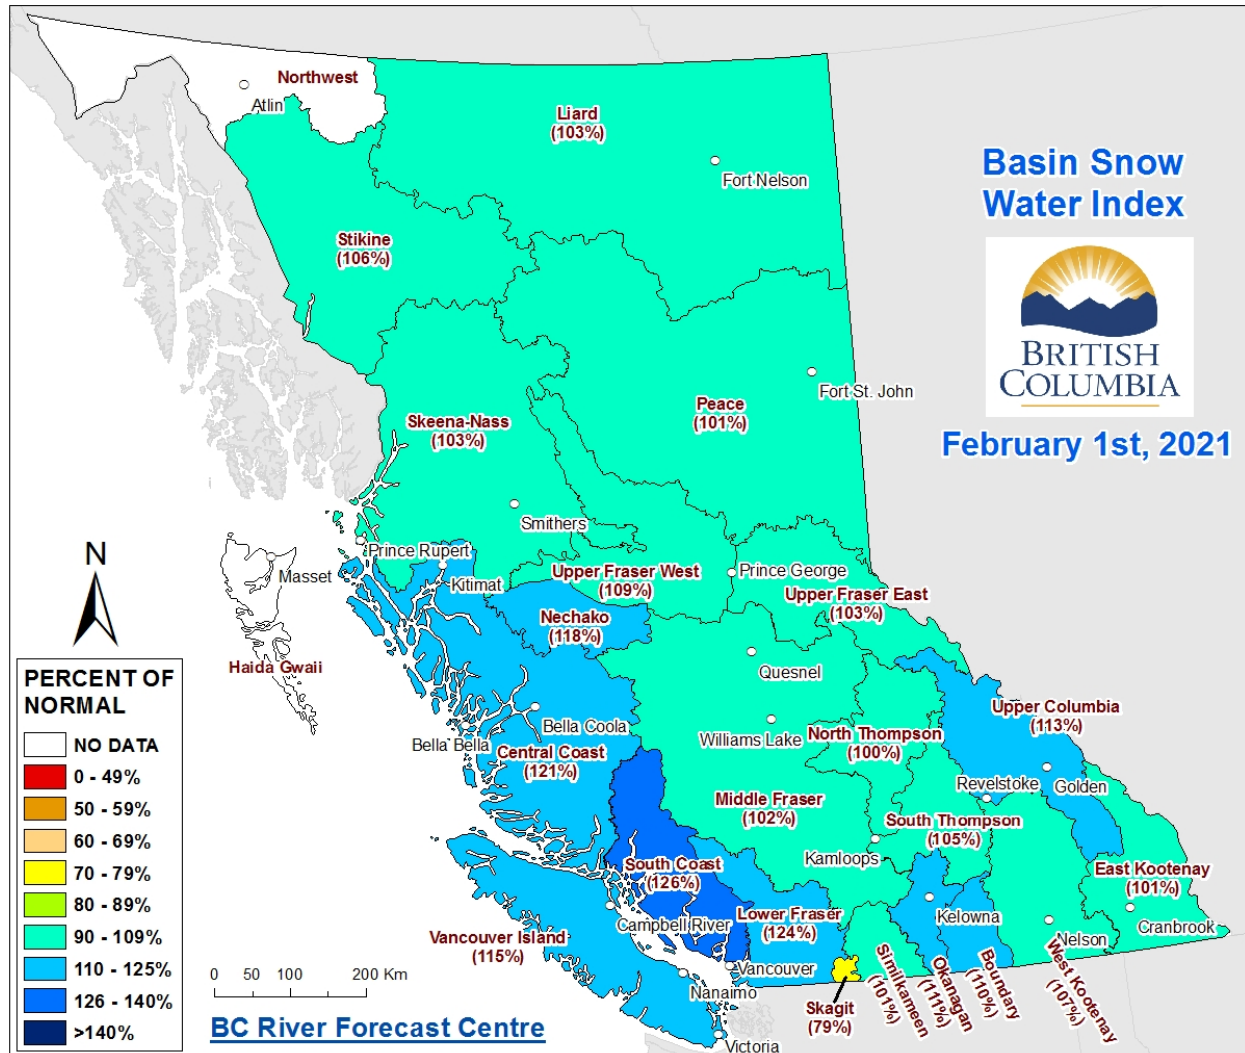 Northwest
Atlin
Liard
(103%)
Fort Nelson
Basin Snow
Water Index
Stikine
(106%)
BRITISH
COLUMBIA
February 1st, 2021
Fort St. John
Peace
(101%)
Skeena-Nass
(103%)
Smithers
N
Prince Rupert
Masset
Kitimat
Upper Fraser West
(109%)
Prince George
Upper Fraser East
(103%)
Nechako
(118%)
Haida Gwaii
Quesnel
Bella Coola
Bella Bella
Central Coast
(121%)
Williams Lake
North Thompson
(100%)
Upper Columbia
(113%)
Revelstoke
Golden
Middle Fraser
(102%)
South Thompson
(105%)
Kamloops
South Coast
(126%)
East Kootenay
(101%)
Campbell River
Lower Fraser
(124%)
Kelowna
Nelson
Cranbrook
Vancouver Island
(115%)
Vancouver
Nanaimo
Victoria
Skagit
(79%)
Similkameen
(101%)
Okanagan
(111%)
Boundary
(110%)
West Kootenay
(107%)
PERCENT OF
NORMAL
NO DATA
0 - 49%
50 - 59%
60 - 69%
70 - 79%
80 - 89%
90 - 109%
110 - 125%
126 - 140%
>140%
0 50 100 200 Km
BC River Forecast Centre